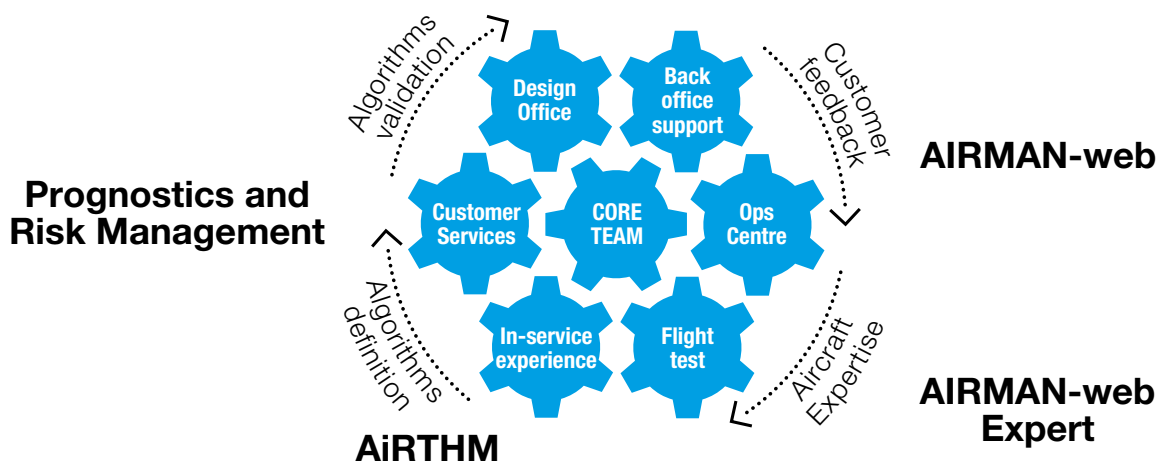 Algorithms
validation
Design
Office
Back
office
support
Customer
feedback
AIRMAN-web
Prognostics and
Risk Management
Customer
Services
CORE
TEAM
Ops
Centre
Algorithms
definition
In-service
experience
Flight
test
Aircraft
Expertise
AIRMAN-web
Expert
AiRTHM